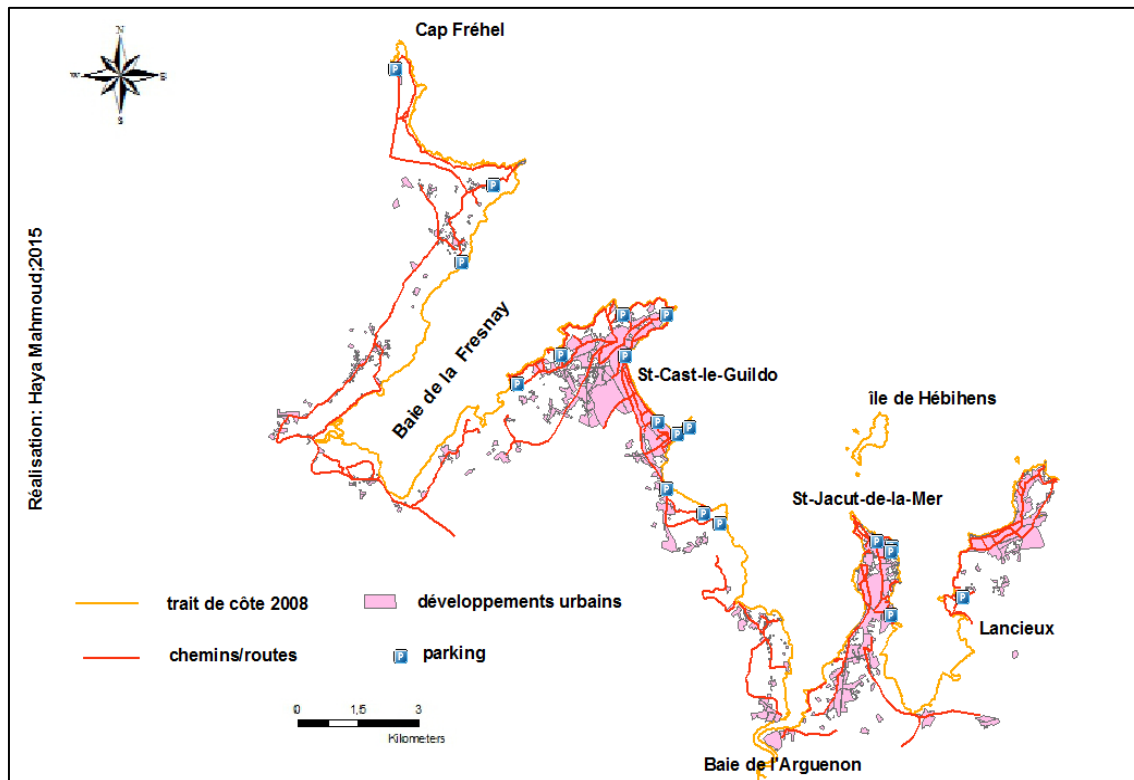 Cap Fréhel
N
W
S
Réalisation: Haya Mahmoud;2015
Baie de la Fresnay
St-Cast-le-Guildo
île de Hébihens
St-Jacut-de-la-Mer
Lancieux
Baie de l'Arguenon
trait de côte 2008
développements urbains
chemins/routes
P parking
0 1,5 3
Kilometers